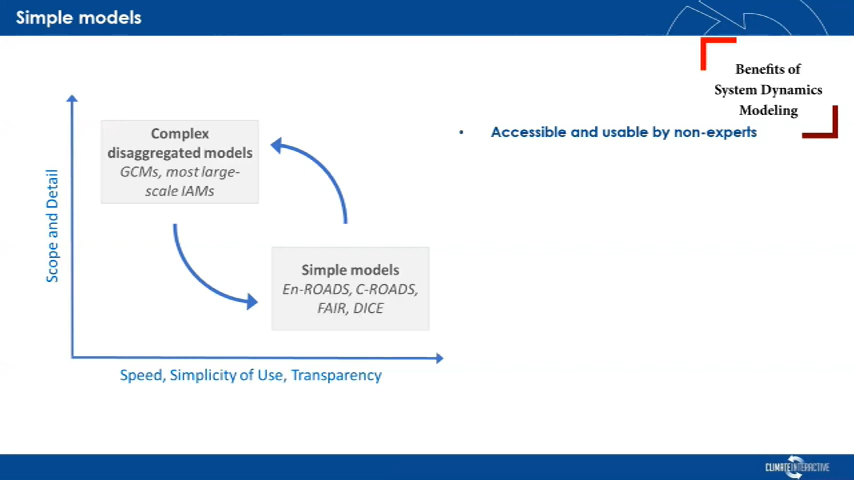 Simple models
Benefits of
System Dynamics
Modeling
• Accessible and usable by non-experts
Scope and Detail
Complex
disaggregated models
GCMs, most large-
scale IAMs
Simple models
En-ROADS, C-ROADS,
FAIR, DICE
Speed, Simplicity of Use, Transparency
CLIMATE INTERACTIVE